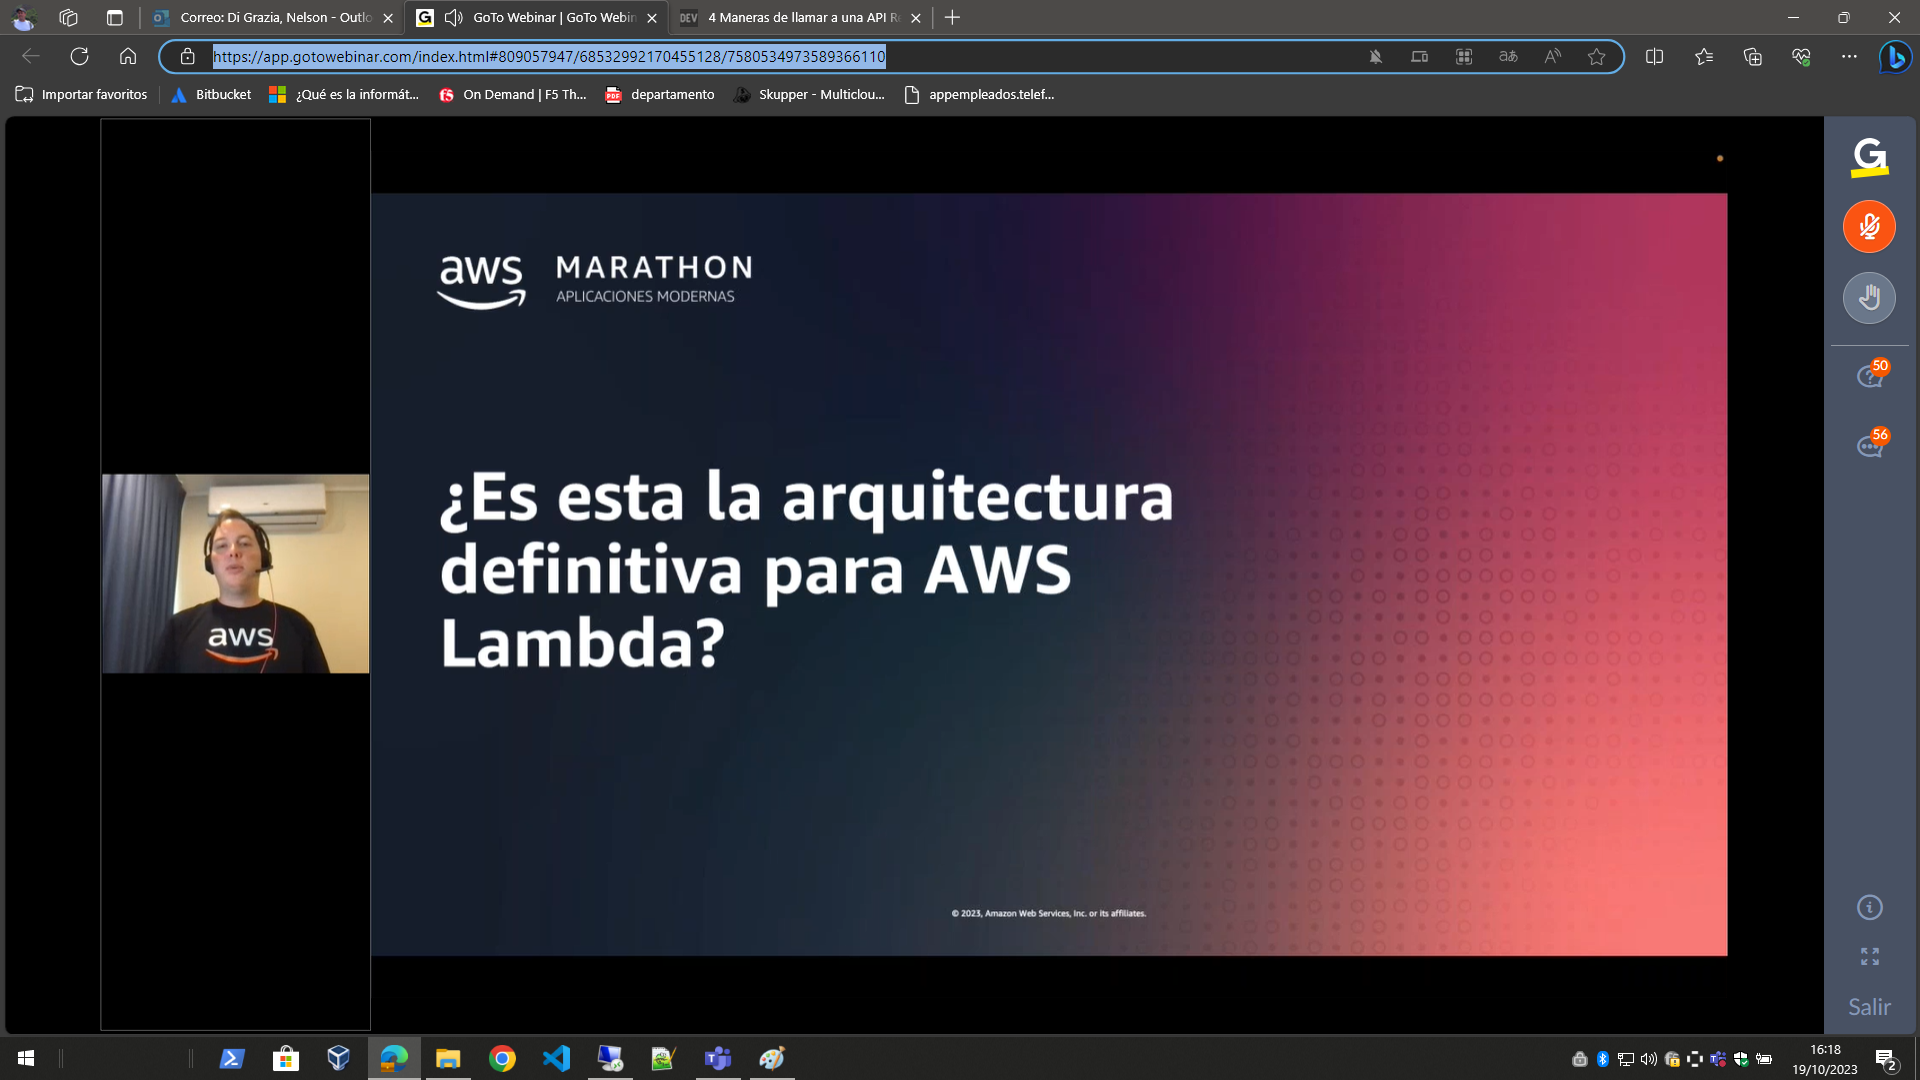 Correo: Di Grazia, Nelson - Outlo
GoTo Webinar | GoTo Webin
DEV
4 Maneras de llamar a una API Re
https://app.gotowebinar.com/index.html#809057947/68532992170455128/7580534973589366110
Importar favoritos
Bitbucket
¿Qué es la informát...
On Demand | F5 Th...
departamento
Skupper - Multiclou...
appempleados.telef...
aws MARATHON
APLICACIONES MODERNAS
¿Es esta la arquitectura
definitiva para AWS
Lambda?
aws
© 2023, Amazon Web Services, Inc. or its affiliates.
G
50
56
Salir
16:18
19/10/2023
2